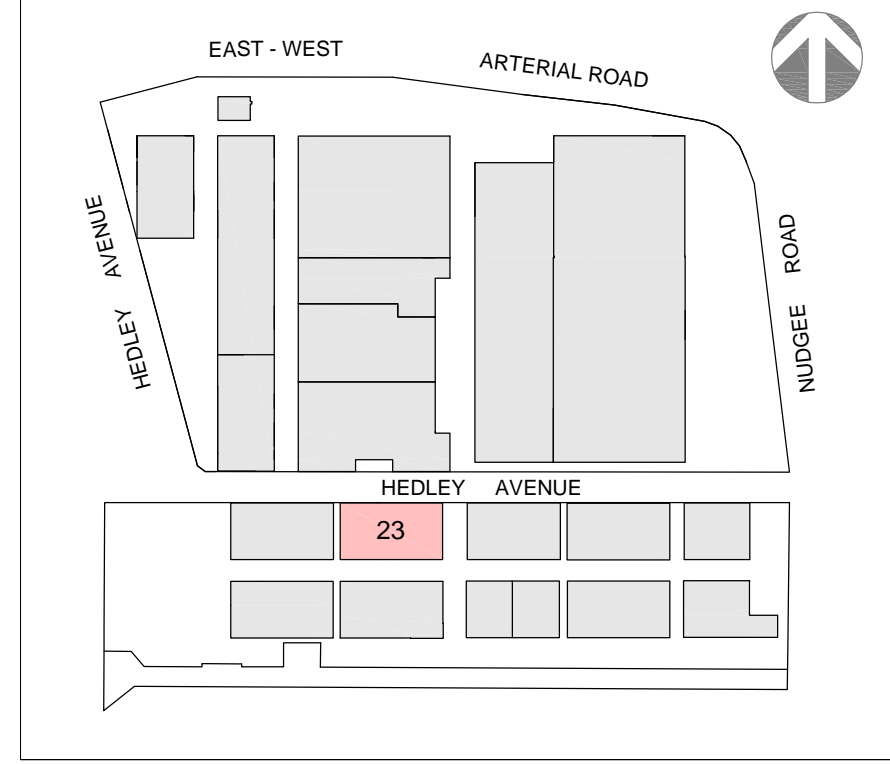 EAST - WEST
ARTERIAL ROAD
HEDLEY AVENUE
NUDGEE ROAD
HEDLEY AVENUE
23